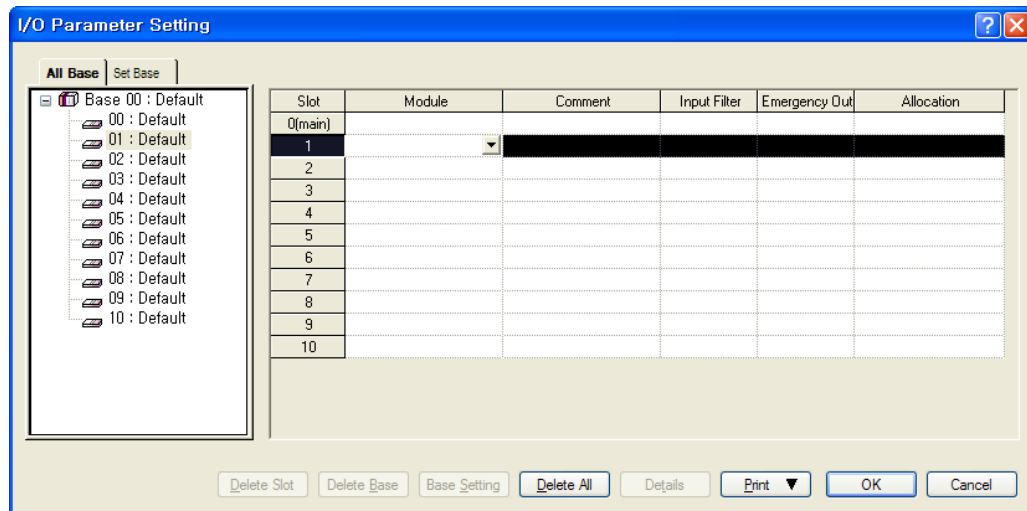 I/O Parameter Setting
All Base Set Base
Base 00 : Default
00 : Default
01 : Default
02 : Default
03 : Default
04 : Default
05 : Default
06 : Default
07 : Default
08 : Default
09 : Default
10 : Default
Slot Module Comment Input Filter Emergency Out Allocation
0(main)
1
2
3
4
5
6
7
8
9
10
Delete Slot Delete Base Base Setting Delete All Details Print ▼ OK Cancel